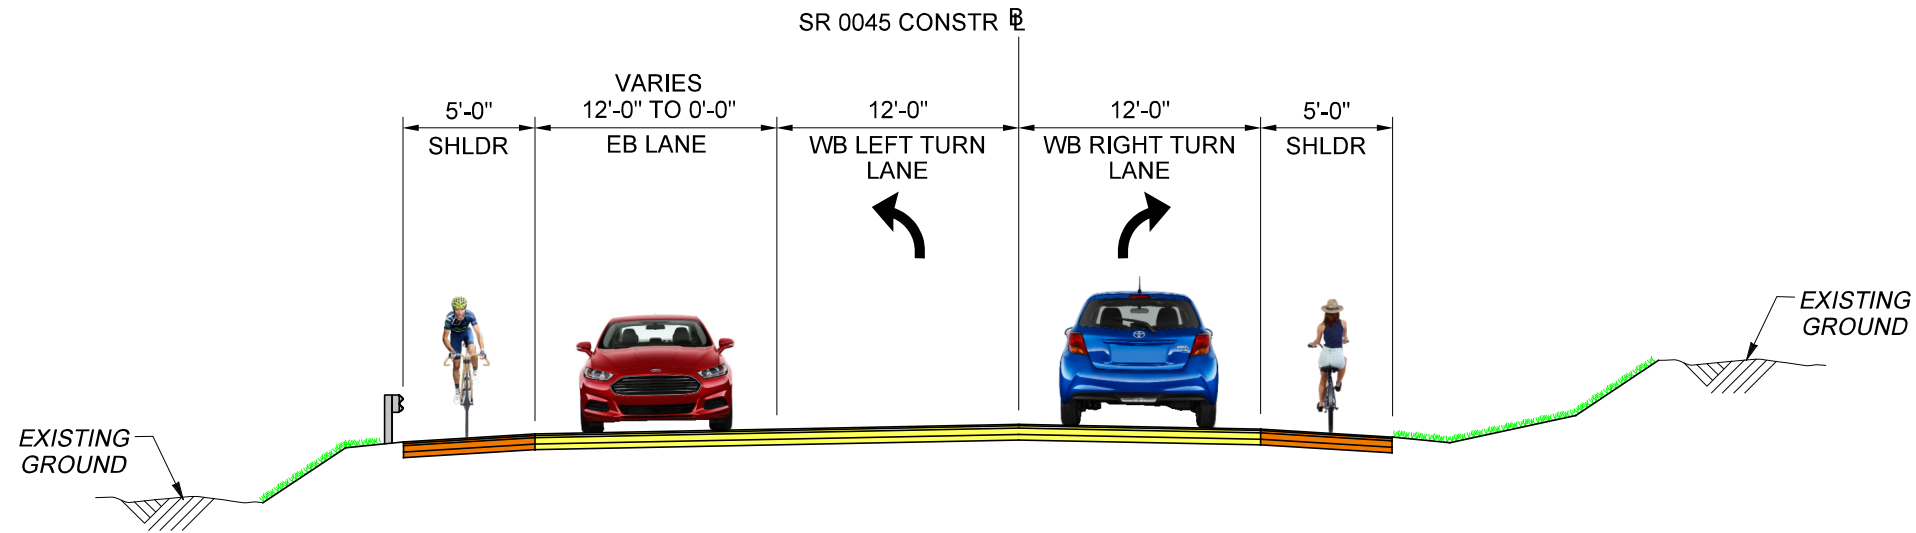 SR 0045 CONSTR BL
VARIES
5'-0"
12'-0" TO 0'-0"
12'-0"
12'-0"
5'-0"
SHLDR
EB LANE
WB LEFT TURN
LANE
WB RIGHT TURN
LANE
SHLDR
EXISTING
GROUND
EXISTING
GROUND